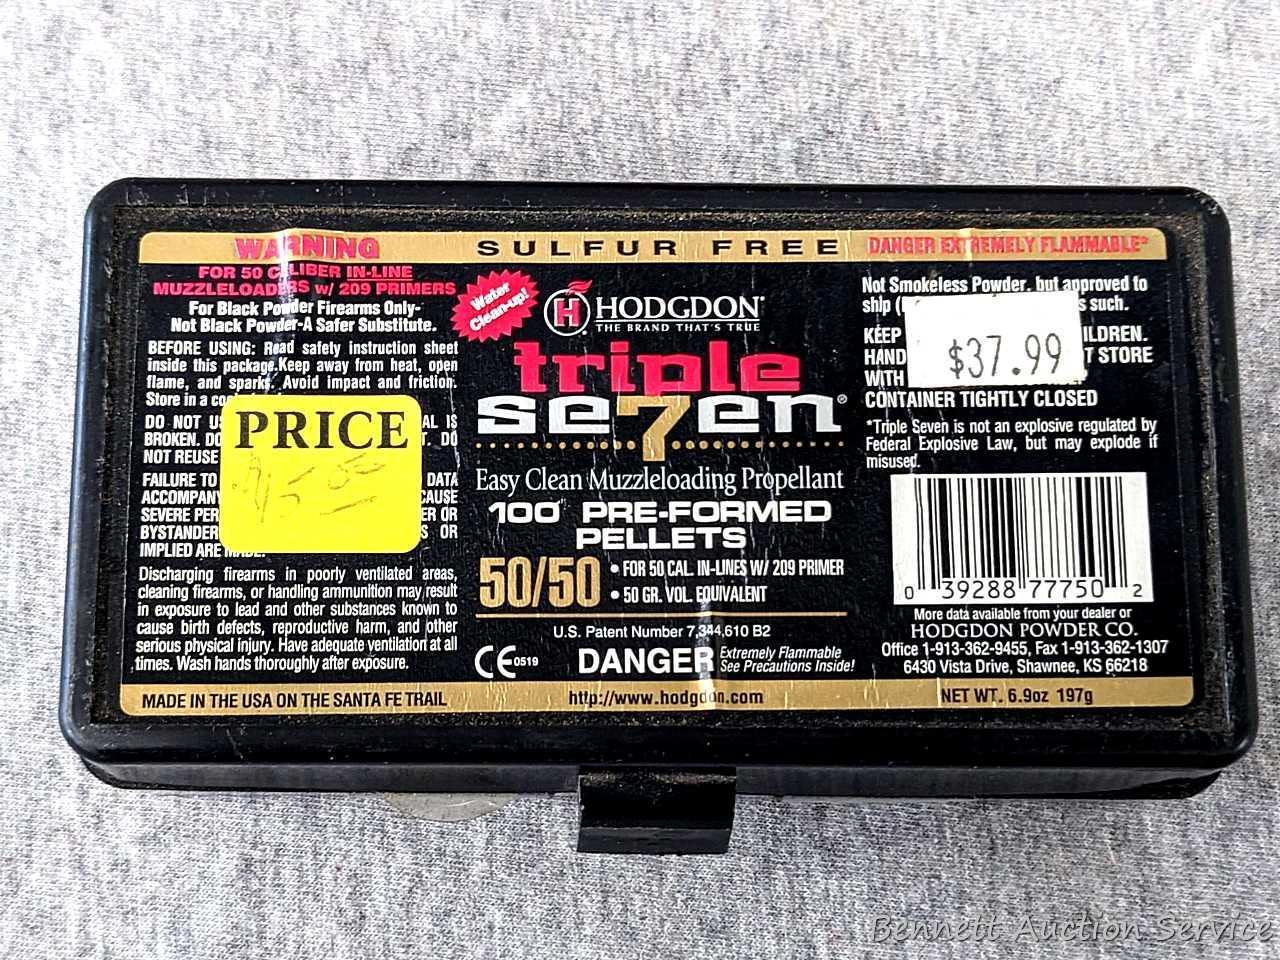 WARNING
FOR 50 CALIBER IN-LINE
MUZZLELOADERS w/ 209 PRIMERS
For Black Powder Firearms Only-
Not Black Powder-A Safer Substitute.
BEFORE USING: Read safety instruction sheet
inside this package. Keep away from heat, open
flame, and sparks. Avoid impact and friction.
Store in a
DO NOT IS
BROKEN. DO
NOT REUSE
FAILURE TO DATA
ACCOMPANY
SEVERE OR
BYSTANDER OR
IMPLIED ARE
PRICE
Discharging firearms in poorly ventilated areas,
cleaning firearms, or handling ammunition may result
in exposure to lead and other substances known to
cause birth defects, reproductive harm, and other
serious physical injury. Have adequate ventilation at all
times. Wash hands thoroughly after exposure.
MADE IN THE USA ON THE SANTA FE TRAIL
SULFUR FREE
Water
Clean-up!
H HODGDON®
THE BRAND THAT'S TRUE
triple
se7en®
Easy Clean Muzzleloading Propellant
100 PRE-FORMED
PELLETS
50/50
• FOR 50 CAL. IN-LINES W/ 209 PRIMER
• 50 GR. VOL. EQUIVALENT
U.S. Patent Number 7,344,610 B2
CE 0519 DANGER Extremely Flammable
See Precautions Inside!
http://www.hodgdon.com
DANGER EXTREMELY FLAMMABLE*
Not Smokeless Powder, but approved to
ship as such.
KEEP
HAND STORE
WITH
CONTAINER TIGHTLY CLOSED
$37.99
*Triple Seven is not an explosive regulated by
Federal Explosive Law, but may explode if
misused.
0 39288 77750 2
More data available from your dealer or
HODGDON POWDER CO.
Office 1-913-362-9455, Fax 1-913-362-1307
6430 Vista Drive, Shawnee, KS 66218
NET WT. 6.9oz 197g
Bennett Auction Service